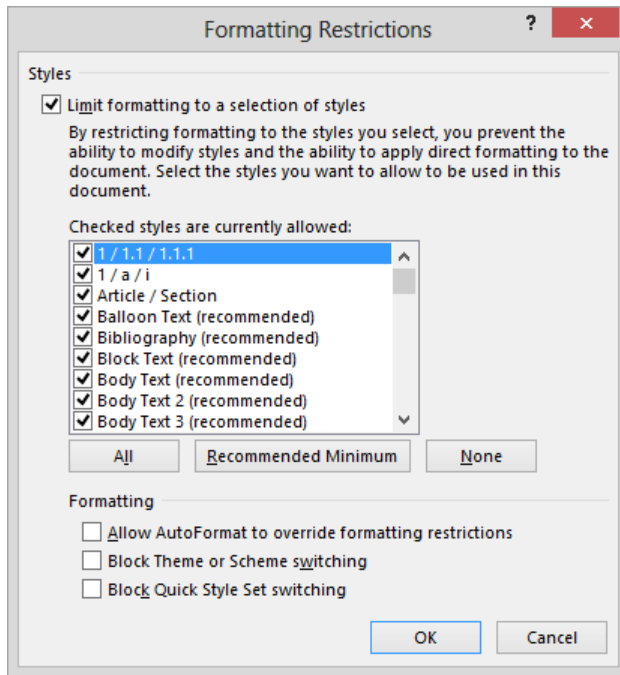 Formatting Restrictions
Styles
Limit formatting to a selection of styles
By restricting formatting to the styles you select, you prevent the
ability to modify styles and the ability to apply direct formatting to the
document. Select the styles you want to allow to be used in this
document.
Checked styles are currently allowed:
1 / 1.1 / 1.1.1
1 / a / i
Article / Section
Balloon Text (recommended)
Bibliography (recommended)
Block Text (recommended)
Body Text (recommended)
Body Text 2 (recommended)
Body Text 3 (recommended)
All Recommended Minimum None
Formatting
Allow AutoFormat to override formatting restrictions
Block Theme or Scheme switching
Block Quick Style Set switching
OK Cancel